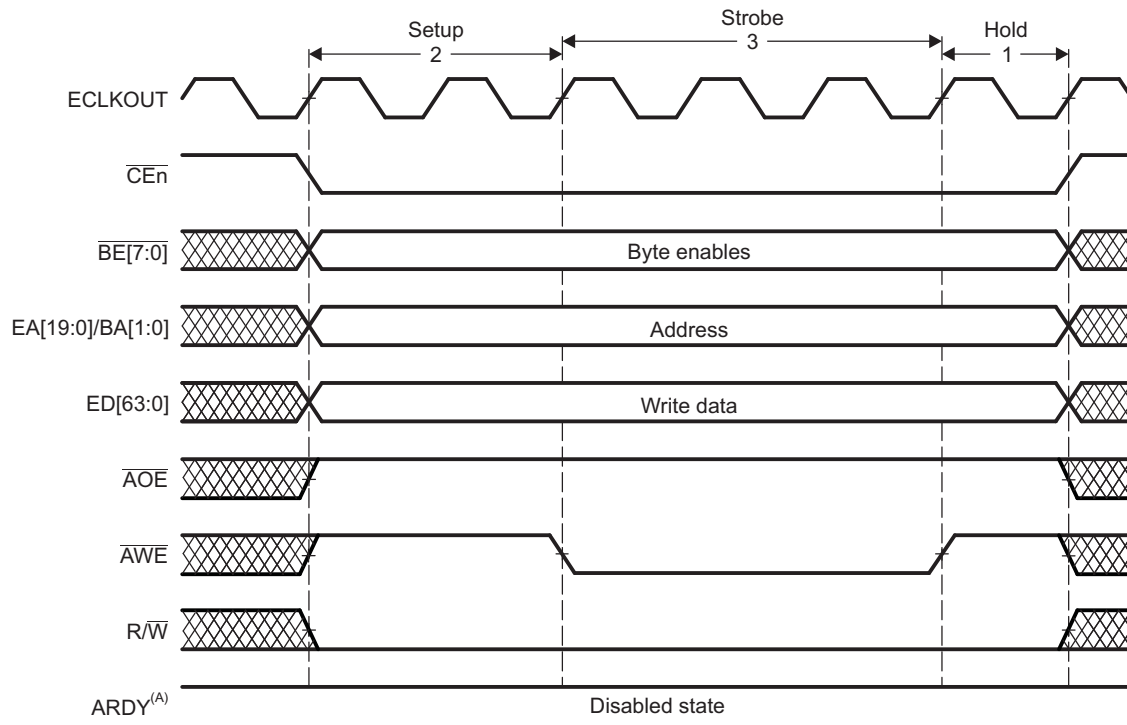 Setup
2
Strobe
3
Hold
1
ECLKOUT
CEn
BE[7:0]
Byte enables
EA[19:0]/BA[1:0]
Address
ED[63:0]
Write data
AOE
AWE
R/W
ARDY(A)
Disabled state